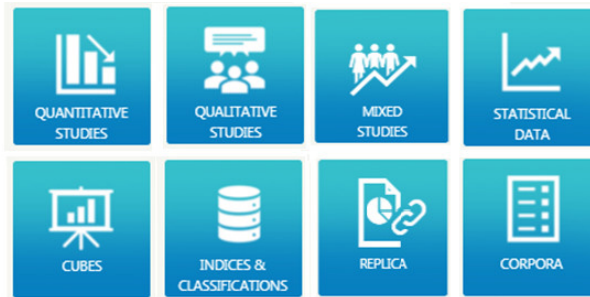 QUANTITATIVE
STUDIES
QUALITATIVE
STUDIES
MIXED
STUDIES
STATISTICAL
DATA
CUBES
INDICES &
CLASSIFICATIONS
REPLICA
CORPORA